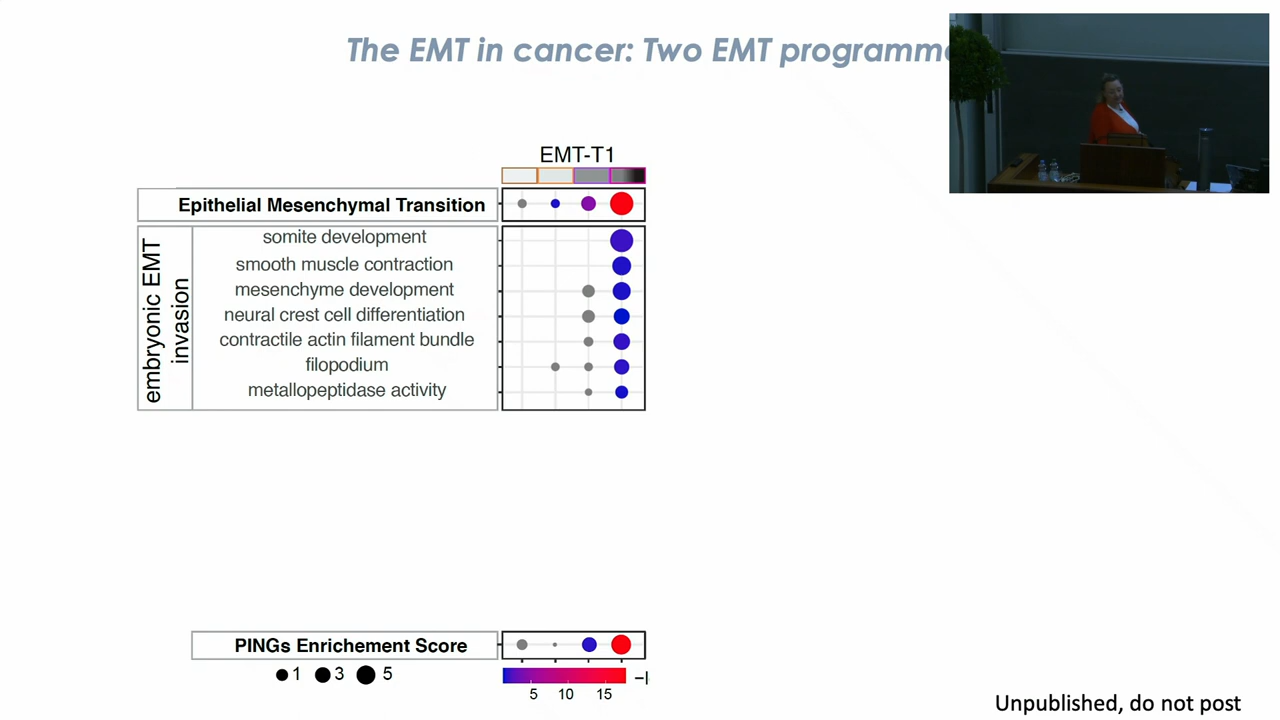 The EMT in cancer: Two EMT programme
EMT-T1
Epithelial Mesenchymal Transition
embryonic EMT
invasion
somite development
smooth muscle contraction
mesenchyme development
neural crest cell differentiation
contractile actin filament bundle
filopodium
metallopeptidase activity
PINGs Enrichment Score
1 3 5
5 10 15
Unpublished, do not post